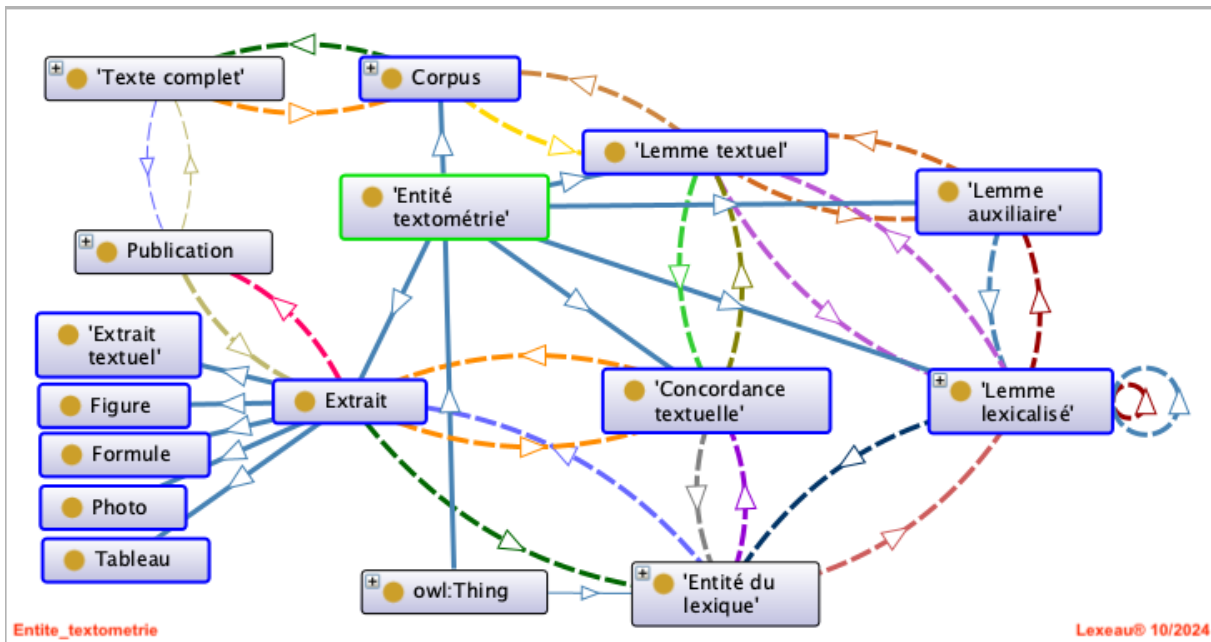 'Texte complet'
Corpus
'Lemme textuel'
'Entité
textométrie'
'Lemme
auxiliaire'
Publication
'Extrait
textuel'
Extrait
'Concordance
textuelle'
'Lemme
lexicalisé'
Figure
Formule
Photo
Tableau
owl:Thing
'Entité du
lexique'
Entite_textometrie
Lexeau® 10/2024